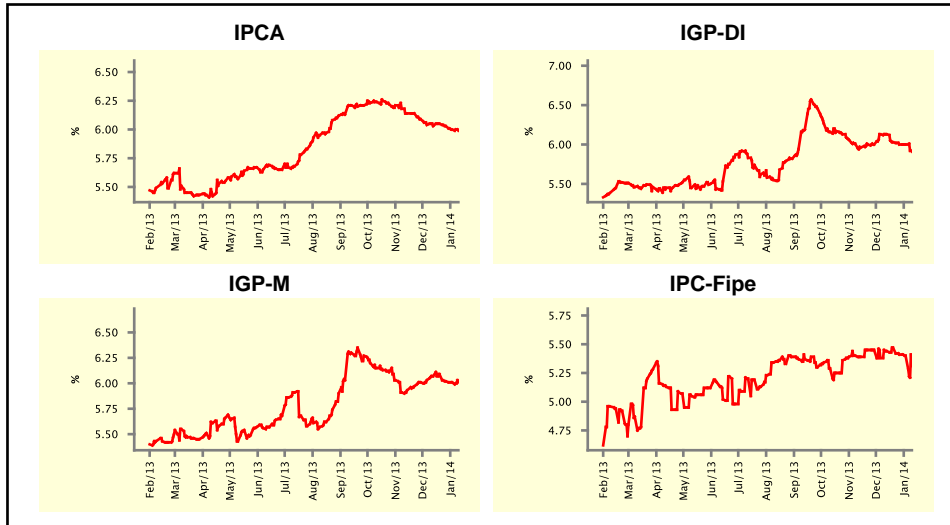 IPCA
6.50
6.25
6.00
5.75
5.50
%
Feb/13
Mar/13
Apr/13
May/13
Jun/13
Jul/13
Aug/13
Sep/13
Oct/13
Nov/13
Dec/13
Jan/14
IGP-DI
7.00
6.50
6.00
5.50
%
Feb/13
Mar/13
Apr/13
May/13
Jun/13
Jul/13
Aug/13
Sep/13
Oct/13
Nov/13
Dec/13
Jan/14
IGP-M
6.50
6.25
6.00
5.75
5.50
%
Feb/13
Mar/13
Apr/13
May/13
Jun/13
Jul/13
Aug/13
Sep/13
Oct/13
Nov/13
Dec/13
Jan/14
IPC-Fipe
5.75
5.50
5.25
5.00
4.75
%
Feb/13
Mar/13
Apr/13
May/13
Jun/13
Jul/13
Aug/13
Sep/13
Oct/13
Nov/13
Dec/13
Jan/14